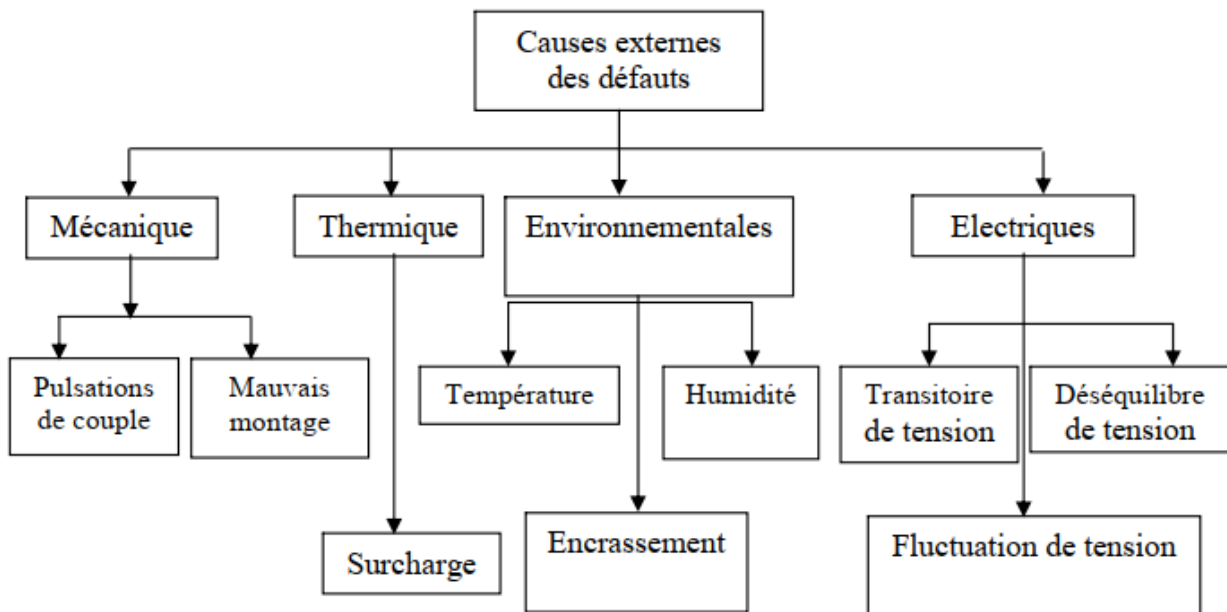 Causes externes
des défauts
Mécanique
Thermique
Environnementales
Electriques
Pulsations
de couple
Mauvais
montage
Température
Humidité
Transitoire
de tension
Déséquilibre
de tension
Surcharge
Encrassement
Fluctuation de tension